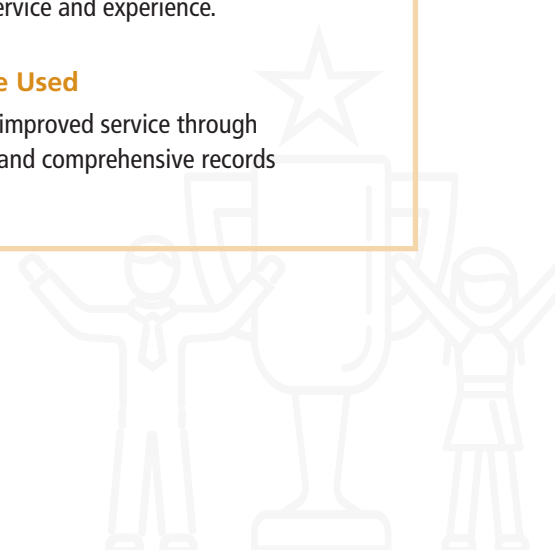 ervice and experience.
e Used
improved service through
and comprehensive records